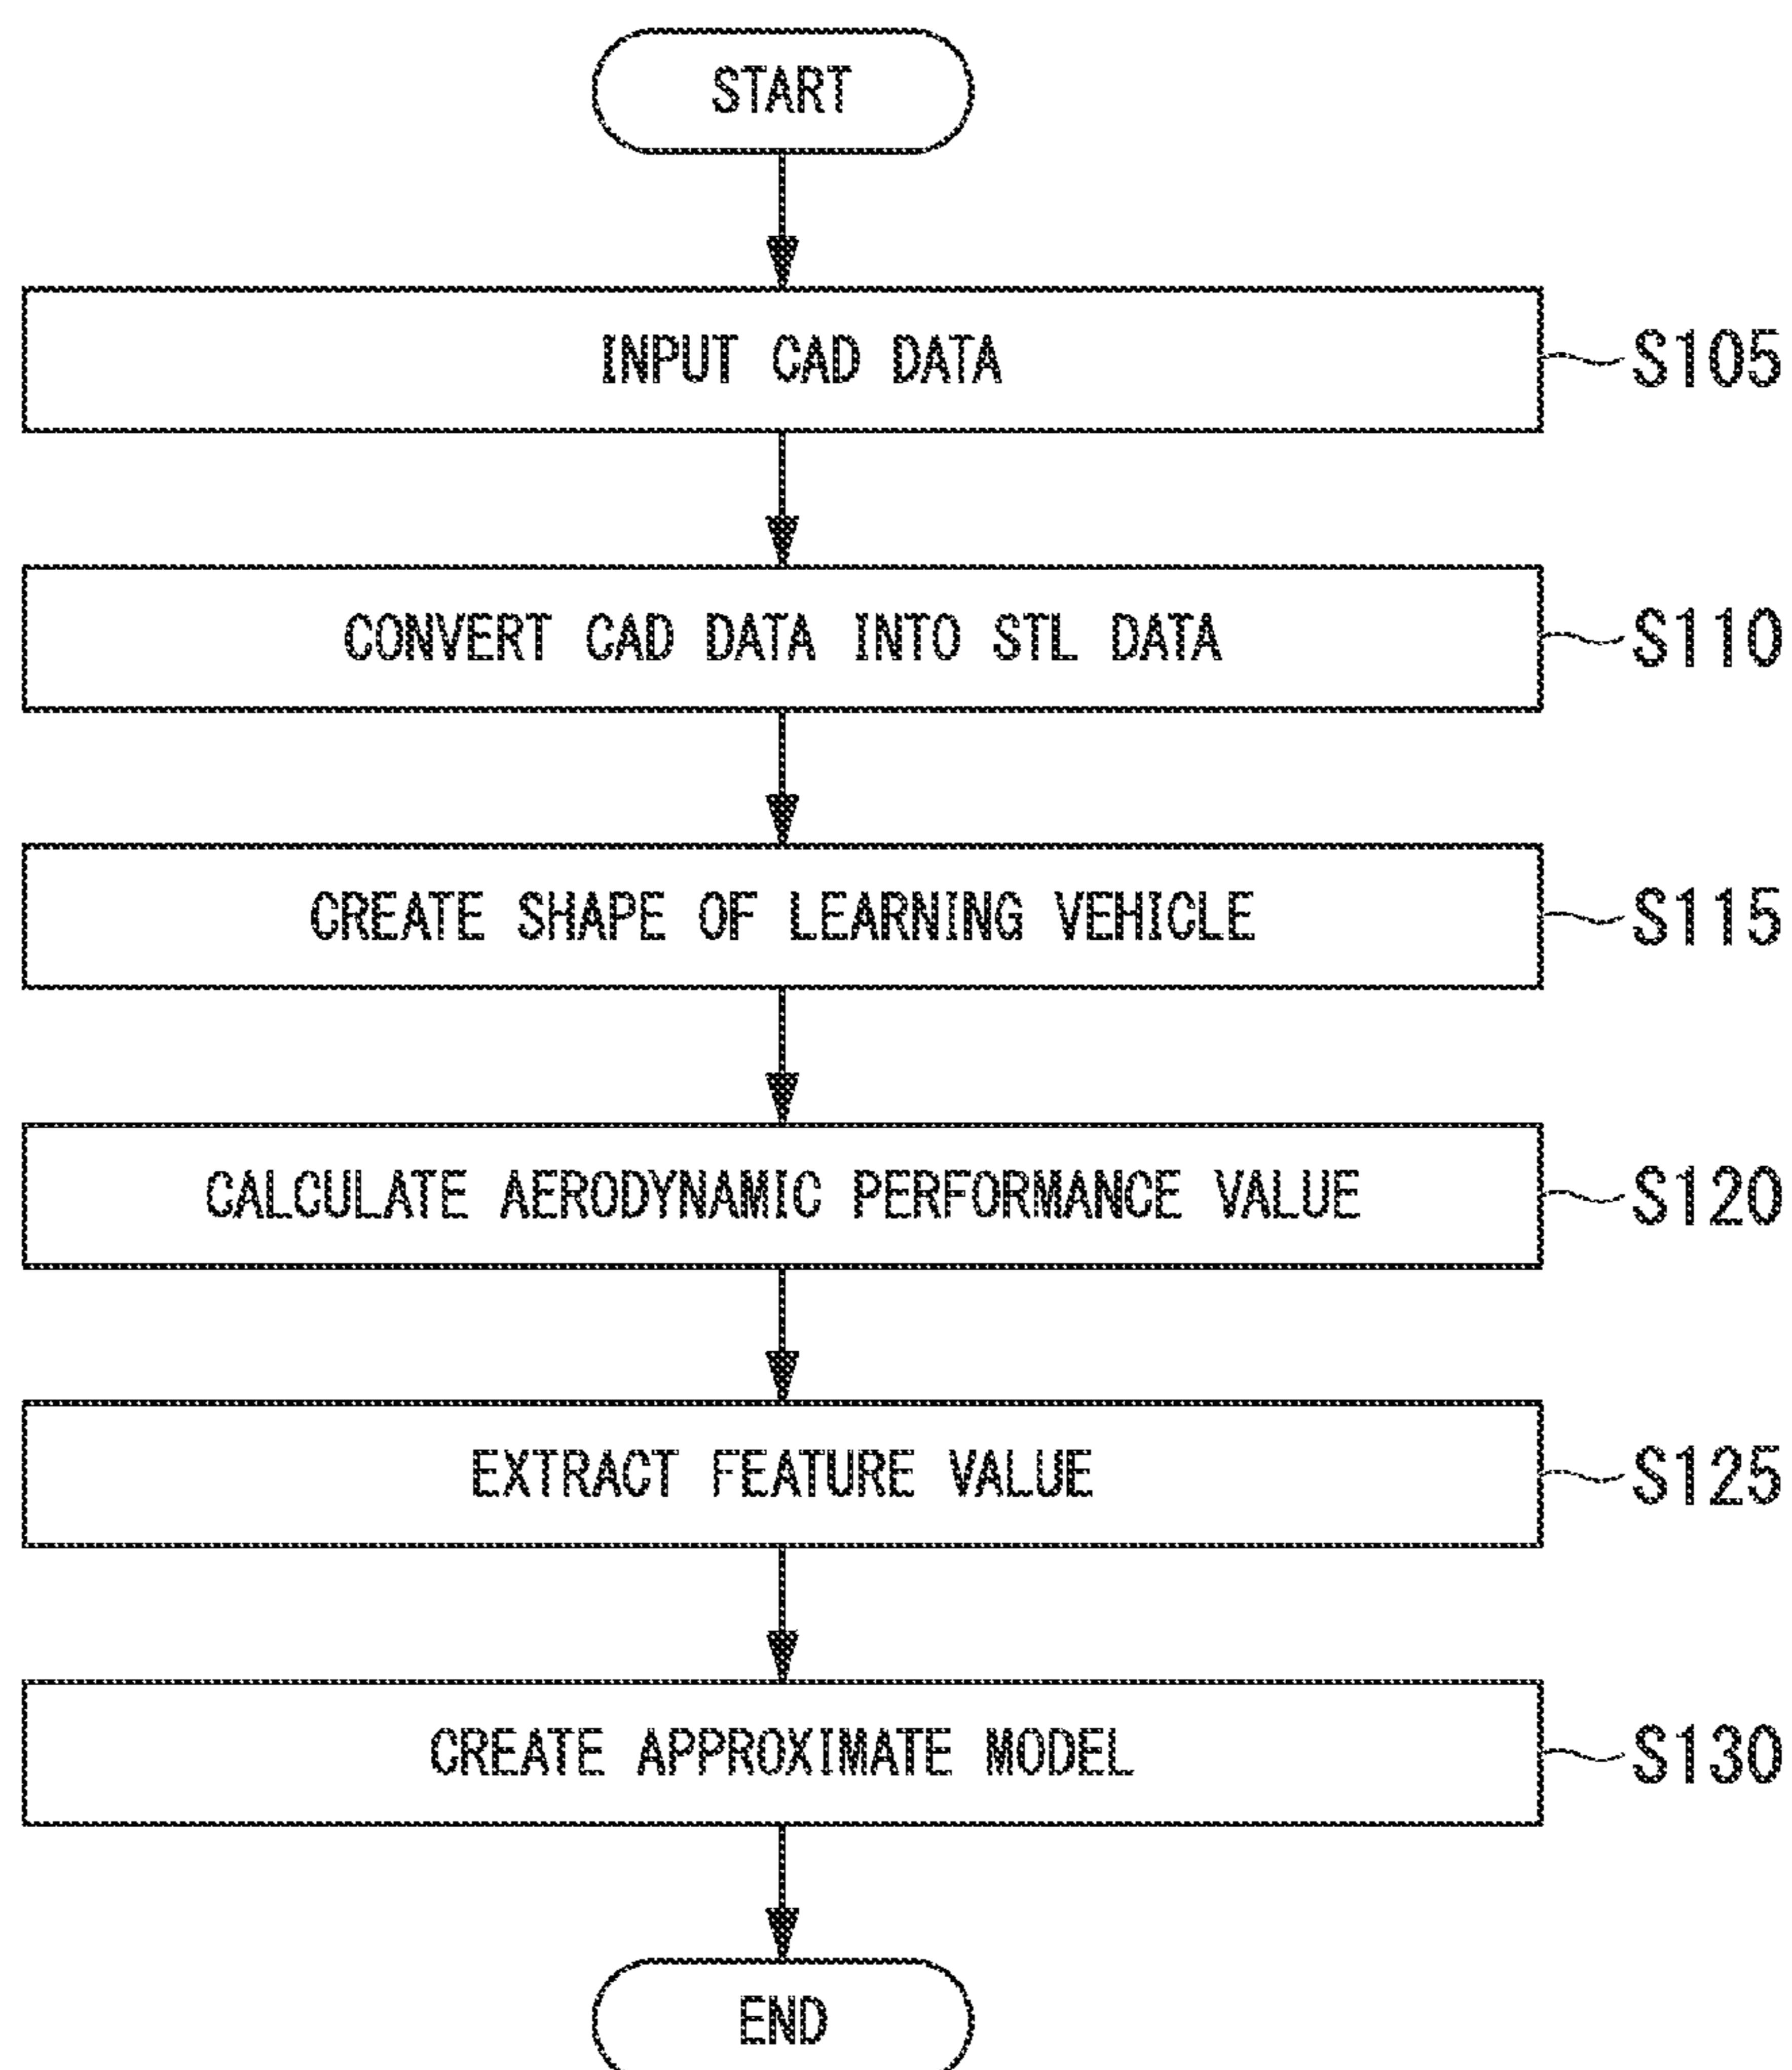 START
INPUT CAD DATA
S105
CONVERT CAD DATA INTO STL DATA
S110
CREATE SHAPE OF LEARNING VEHICLE
S115
CALCULATE AERODYNAMIC PERFORMANCE VALUE
S120
EXTRACT FEATURE VALUE
S125
CREATE APPROXIMATE MODEL
S130
END